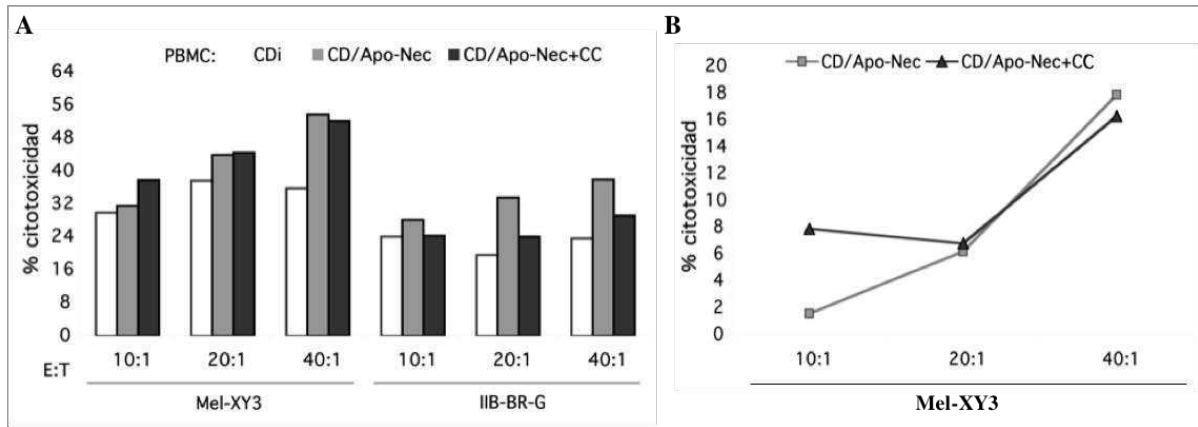 A
PBMC: CDi CD/Apo-Nec CD/Apo-Nec+CC
% citotoxicidad
64
56
48
40
32
24
16
8
0
E:T
10:1 20:1 40:1 10:1 20:1 40:1
Mel-XY3 IIB-BR-G
B
CD/Apo-Nec CD/Apo-Nec+CC
% citotoxicidad
20
18
16
14
12
10
8
6
4
2
0
10:1 20:1 40:1
Mel-XY3